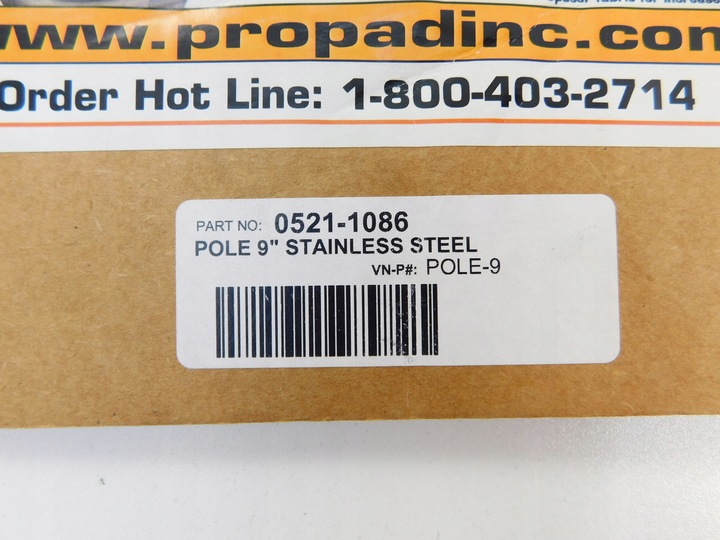 www.propadinc.com
Order Hot Line: 1-800-403-2714
PART NO: 0521-1086
POLE 9" STAINLESS STEEL
VN-P#: POLE-9